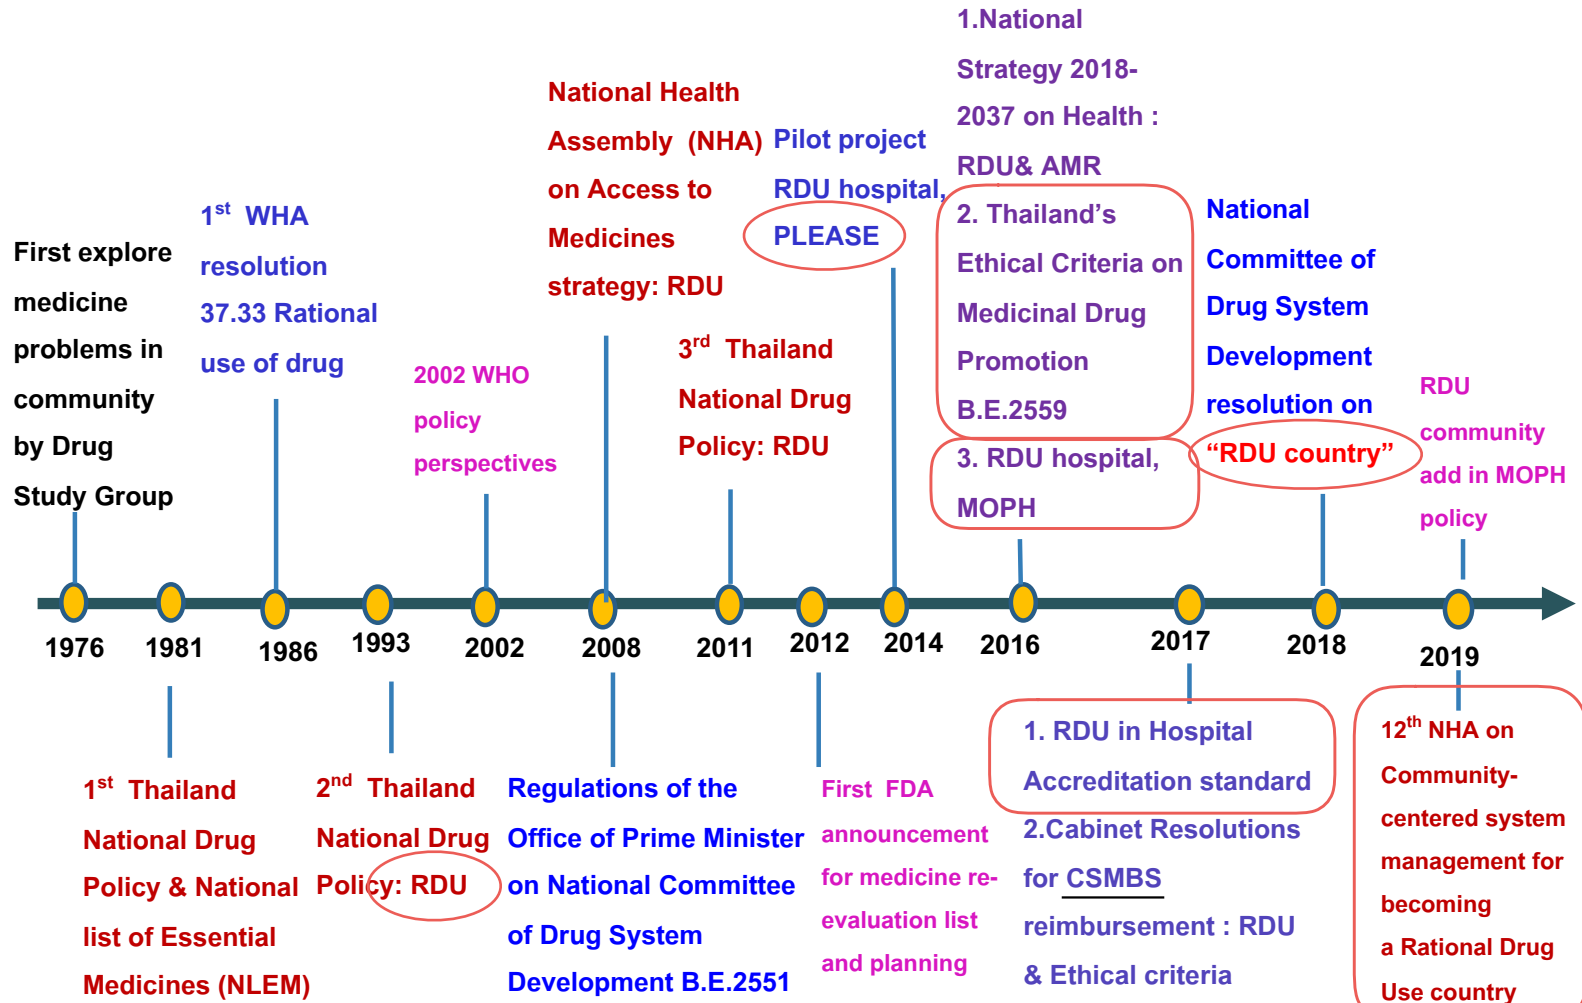 First explore
medicine
problems in
community
by Drug
Study Group
1st WHA
resolution
37.33 Rational
use of drug
2002 WHO
policy
perspectives
National Health
Assembly (NHA)
on Access to
Medicines
strategy: RDU
3rd Thailand
National Drug
Policy: RDU
Pilot project
RDU hospital,
PLEASE
1.National
Strategy 2018-
2037 on Health :
RDU& AMR
2. Thailand’s
Ethical Criteria on
Medicinal Drug
Promotion
B.E.2559
3. RDU hospital,
MOPH
National
Committee of
Drug System
Development
resolution on
“RDU country”
RDU
community
add in MOPH
policy
1976 1981 1986 1993 2002 2008 2011 2012 2014 2016 2017 2018 2019
1st Thailand
National Drug
Policy & National
list of Essential
Medicines (NLEM)
2nd Thailand
National Drug
Policy: RDU
Regulations of the
Office of Prime Minister
on National Committee
of Drug System
Development B.E.2551
First FDA
announcement
for medicine re-
evaluation list
and planning
1. RDU in Hospital
Accreditation standard
2.Cabinet Resolutions
for CSMBS
reimbursement : RDU
& Ethical criteria
12th NHA on
Community-
centered system
management for
becoming
a Rational Drug
Use country